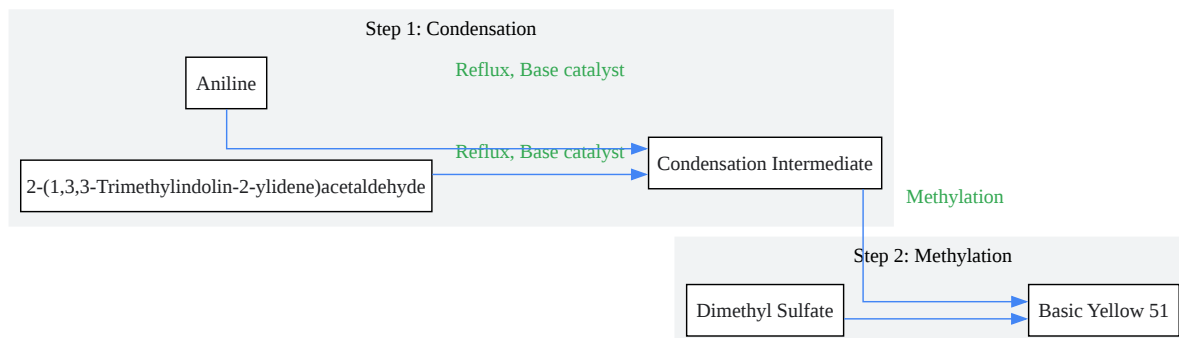 Step 1: Condensation
Reflux, Base catalyst
Aniline
Reflux, Base catalyst
Condensation Intermediate
2-(1,3,3-Trimethylindolin-2-ylidene)acetaldehyde
Methylation
Step 2: Methylation
Dimethyl Sulfate
Basic Yellow 51